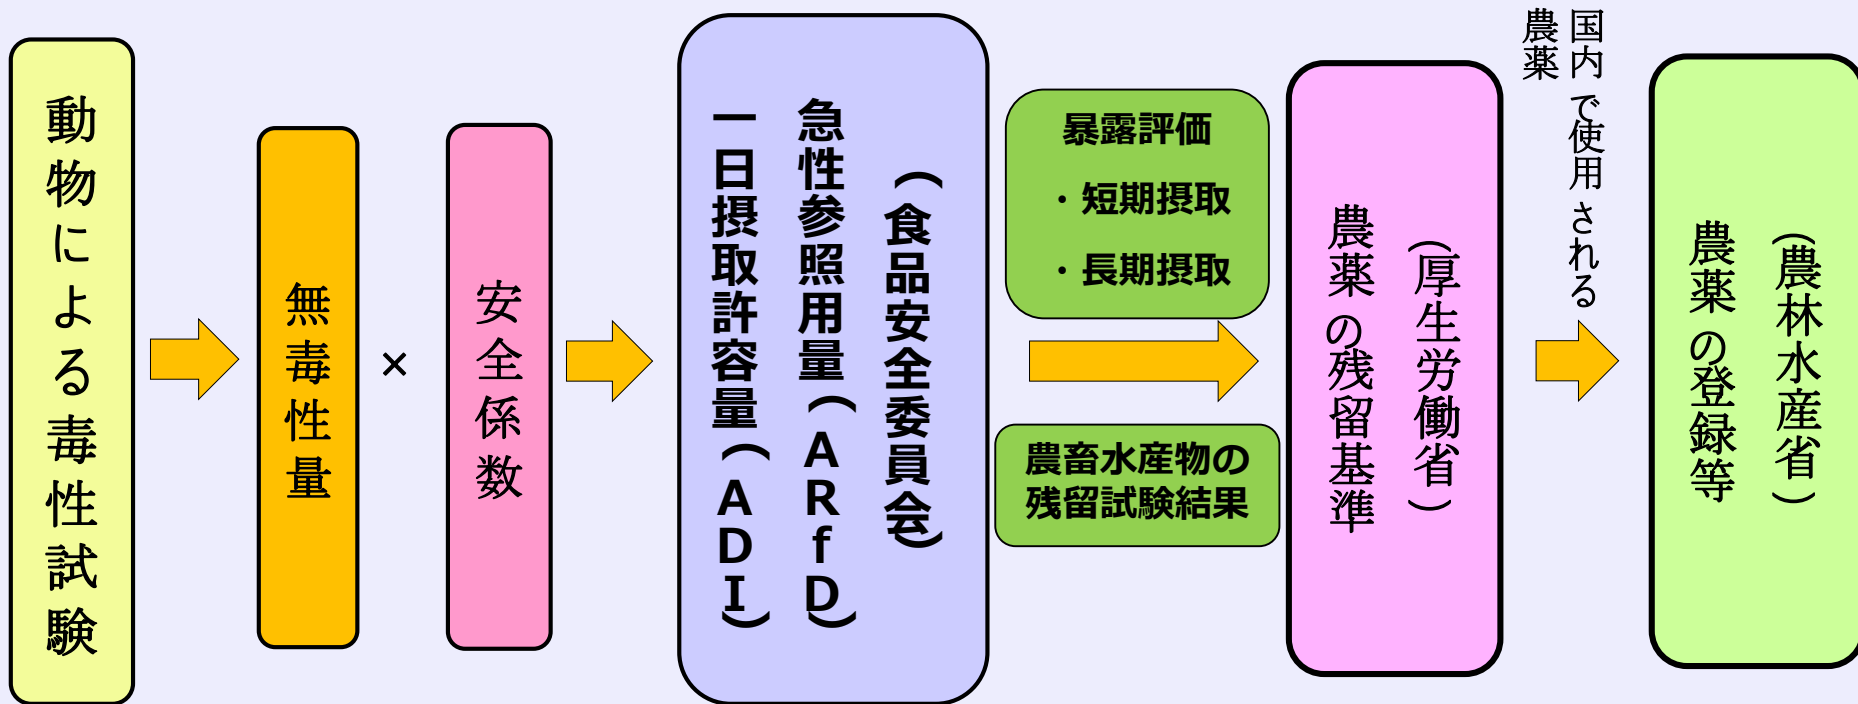 動物による毒性試験
無毒性量
×
安全係数
一日摂取許容量（ＡＤＩ）
急性参照用量（ＡＲｆＤ）
（食品安全委員会）
暴露評価
・短期摂取
・長期摂取
農畜水産物の
残留試験結果
農薬の残留基準
（厚生労働省）
国内で使用される
農薬
農薬の登録等
（農林水産省）